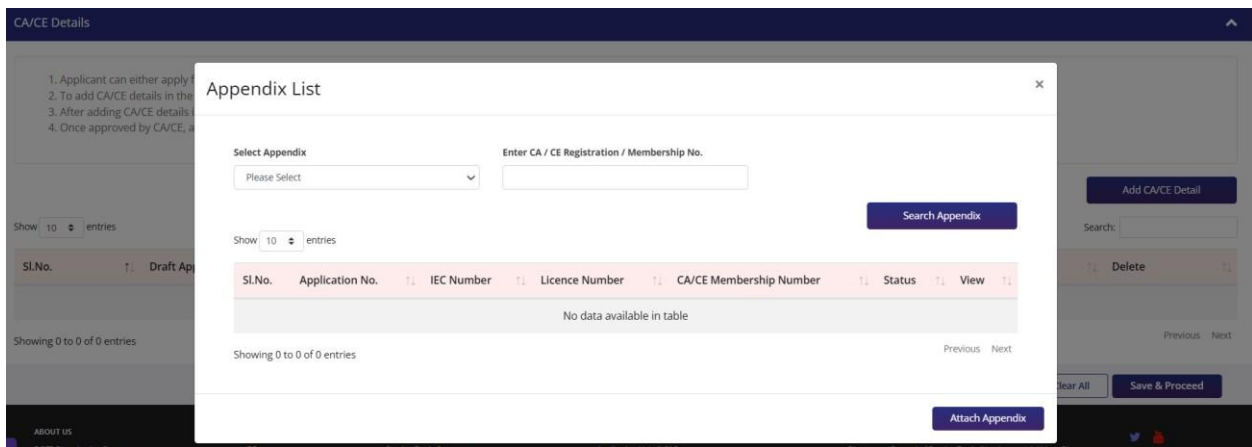 CA/CE Details
1. Applicant can either apply
2. To add CA/CE details in the
3. After adding CA/CE details
4. Once approved by CA/CE,
Appendix List
×
Select Appendix
Enter CA / CE Registration / Membership No.
Please Select
Add CA/CE Detail
Search Appendix
Show 10 entries
Search:
Show 10 entries
Sl.No. Draft
Delete
Sl.No. Application No. IEC Number Licence Number CA/CE Membership Number Status View
No data available in table
Showing 0 to 0 of 0 entries
Previous Next
Showing 0 to 0 of 0 entries
Previous Next
Clear All
Save & Proceed
Attach Appendix
ABOUT US